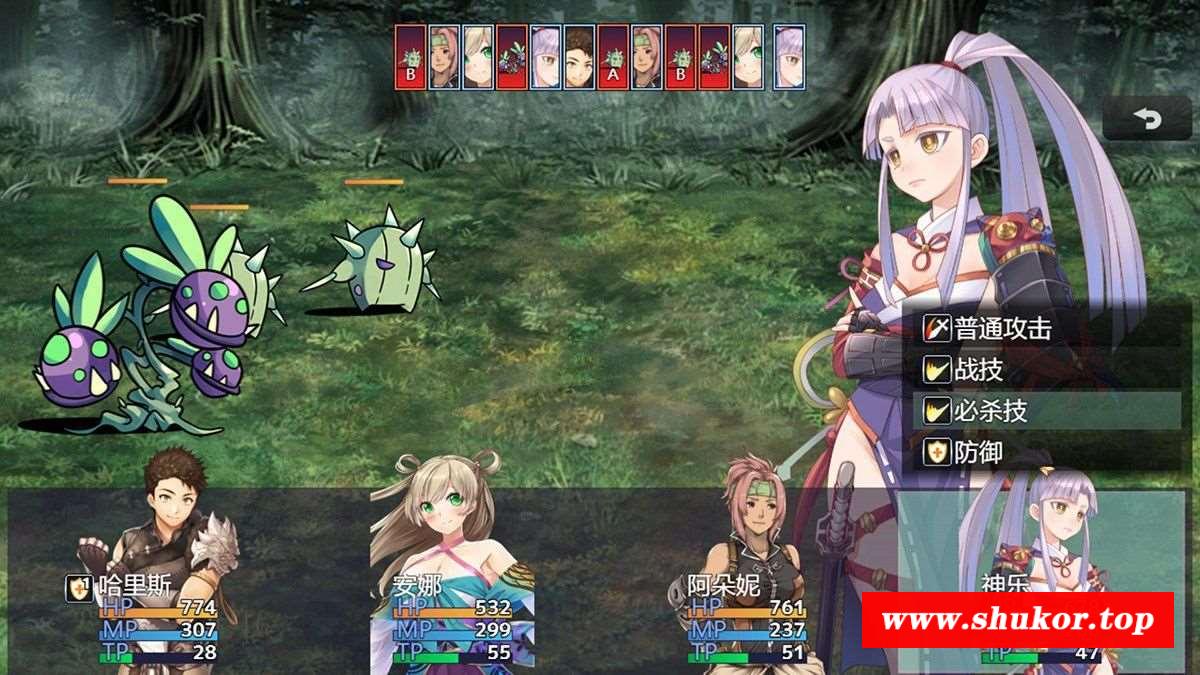 B
A
B
普通攻击
战技
必杀技
防御
1
哈里斯
HP 774
MP 307
TP 28
安娜
HP 532
MP 299
TP 55
阿朵妮
HP 761
MP 237
TP 51
神乐
TP 47
www.shukor.top